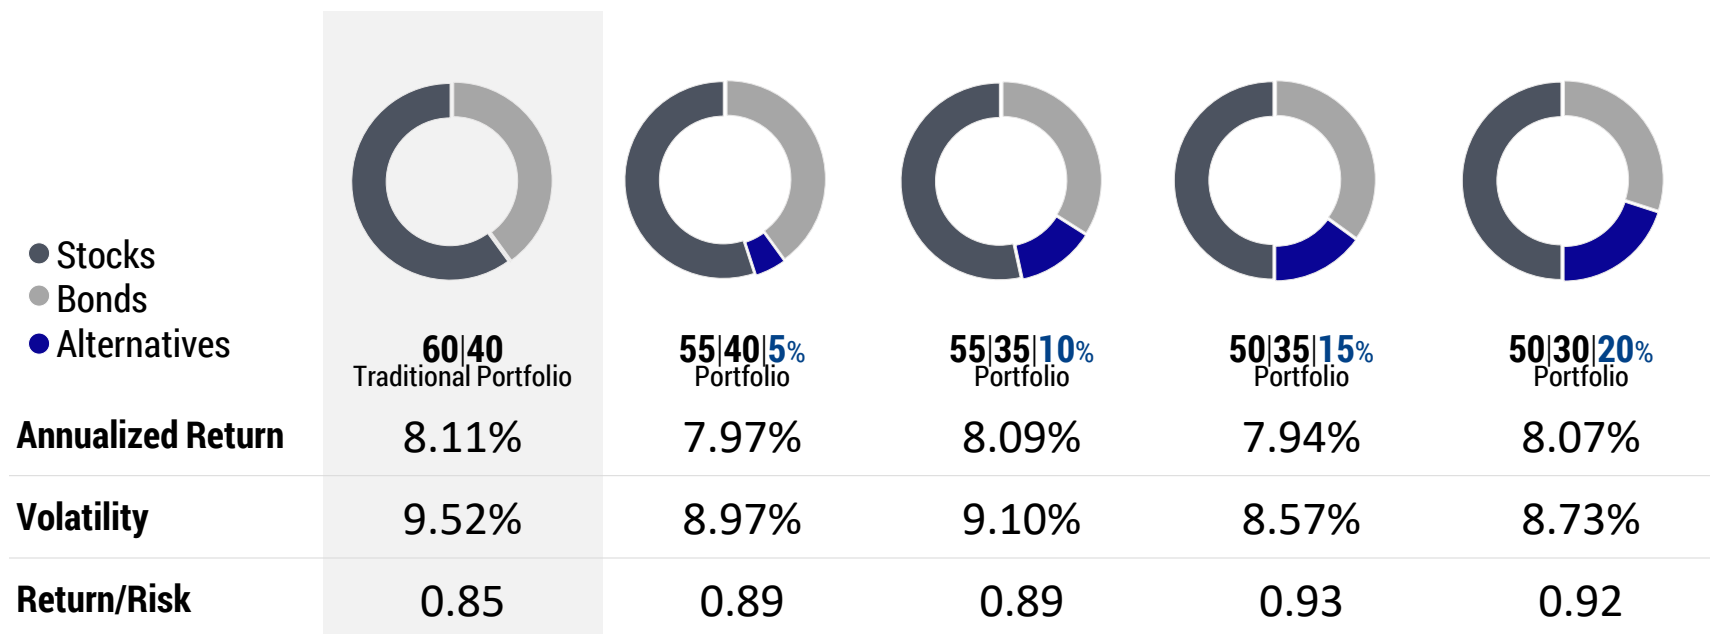 Stocks
Bonds
Alternatives
60|40 55|40|5% 55|35|10% 50|35|15% 50|30|20%
Traditional Portfolio Portfolio Portfolio Portfolio Portfolio
Annualized Return 8.11% 7.97% 8.09% 7.94% 8.07%
Volatility 9.52% 8.97% 9.10% 8.57% 8.73%
Return/Risk 0.85 0.89 0.89 0.93 0.92